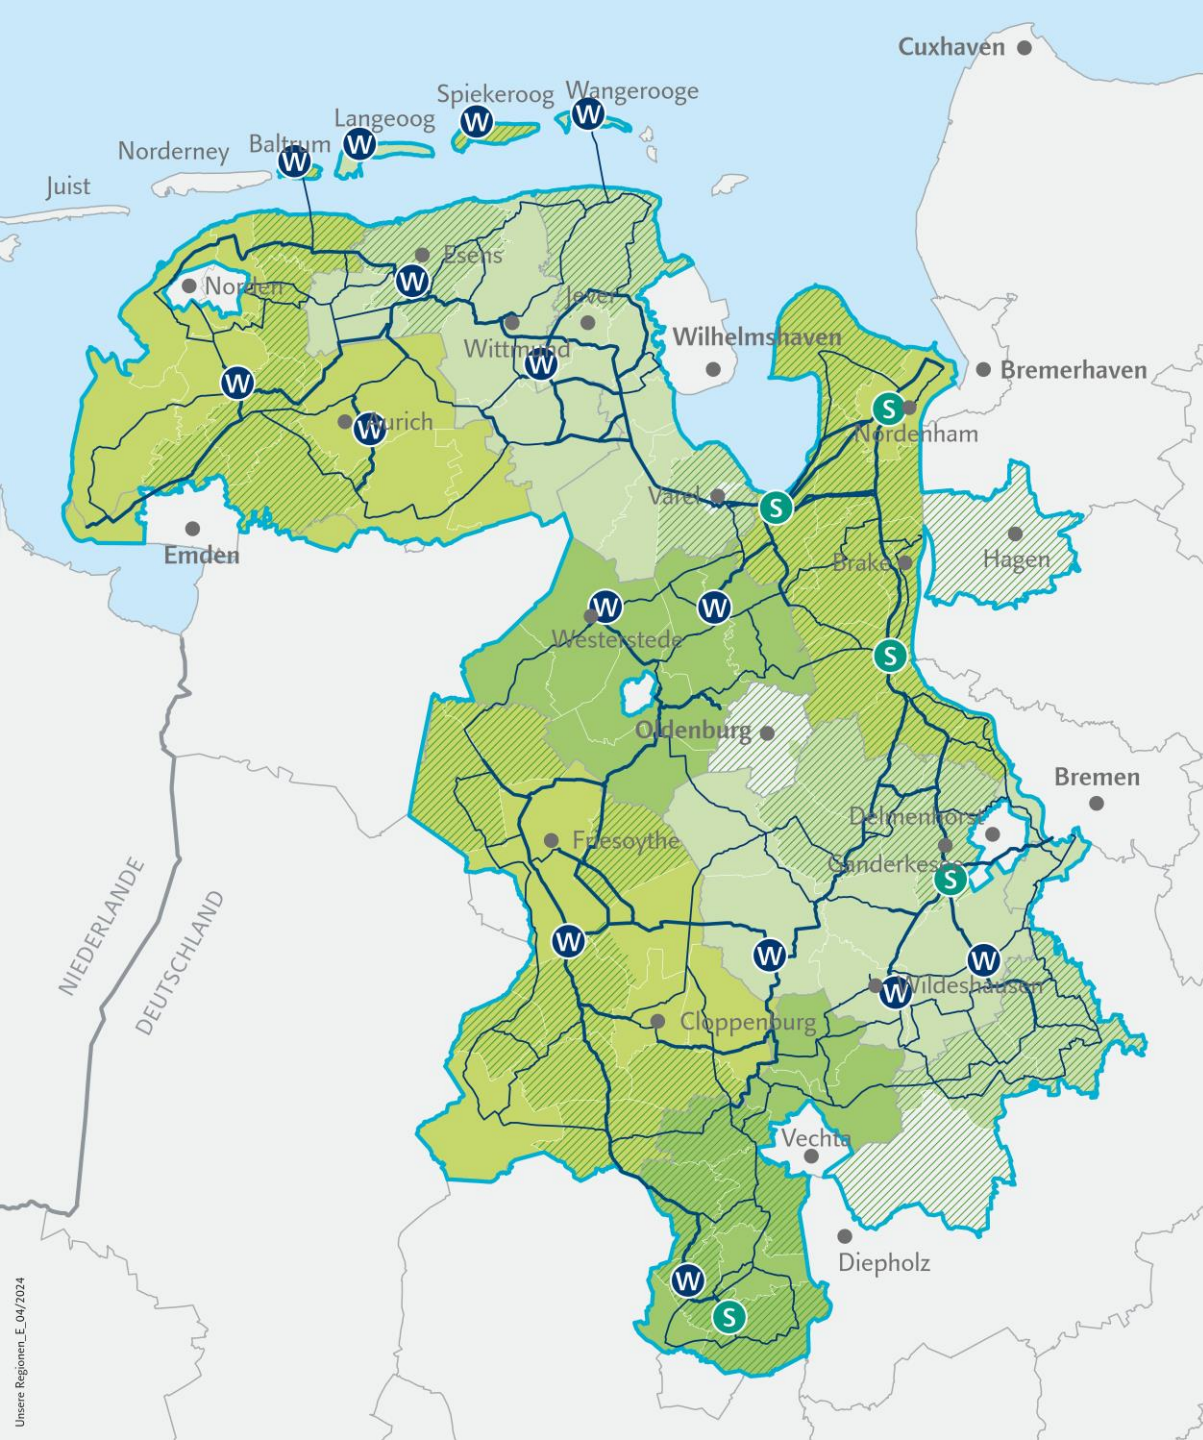 Cuxhaven
Spiekeroog
Wangerooge
W
W
Langeoog
W
Baltrum
W
Norderney
Juist
Esens
W
Norden
Jever
Wittmund
W
Wilhelmshaven
Bremerhaven
W
S
Nordenham
Aurich
W
Varel
S
Emden
Brake
Hagen
W
W
Westerstede
S
Oldenburg
Bremen
Delmenhorst
Friesoythe
Ganderkesee
S
NIEDERLANDE
DEUTSCHLAND
W
W
W
Wildeshausen
W
Cloppenburg
Vechta
Diepholz
W
S
Unsere Regionen_E_04/2024